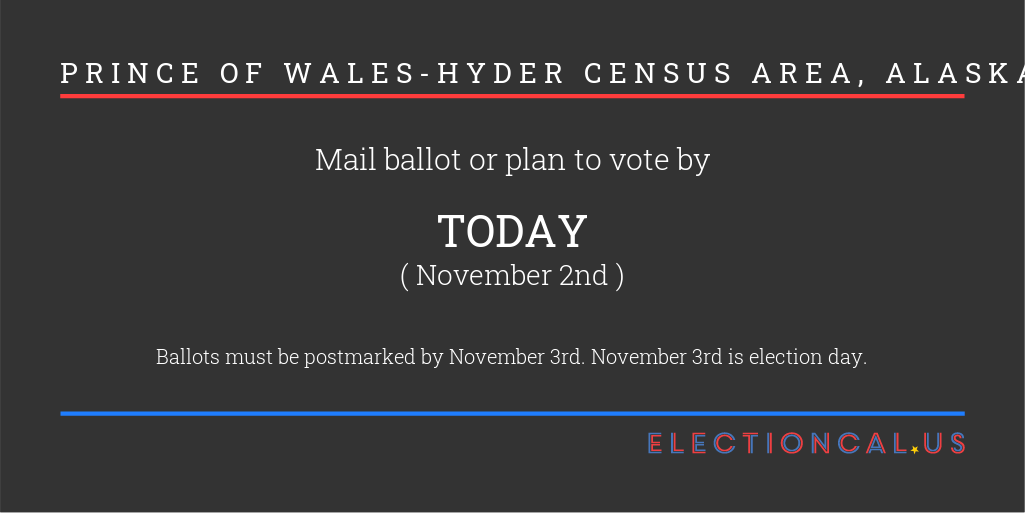 PRINCE OF WALES-HYDER CENSUS AREA, ALASKA
Mail ballot or plan to vote by
TODAY
( November 2nd )
Ballots must be postmarked by November 3rd. November 3rd is election day.
ELECTIONCAL.US